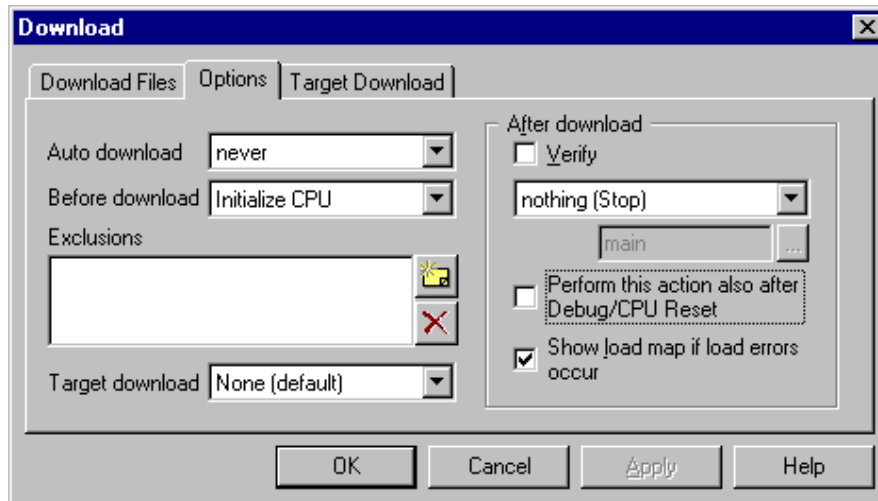 Download
Download Files
Options
Target Download
Auto download
never
Before download
Initialize CPU
Exclusions
Target download
None (default)
After download
Verify
nothing (Stop)
main
...
Perform this action also after
Debug/CPU Reset
Show load map if load errors
occur
OK
Cancel
Apply
Help